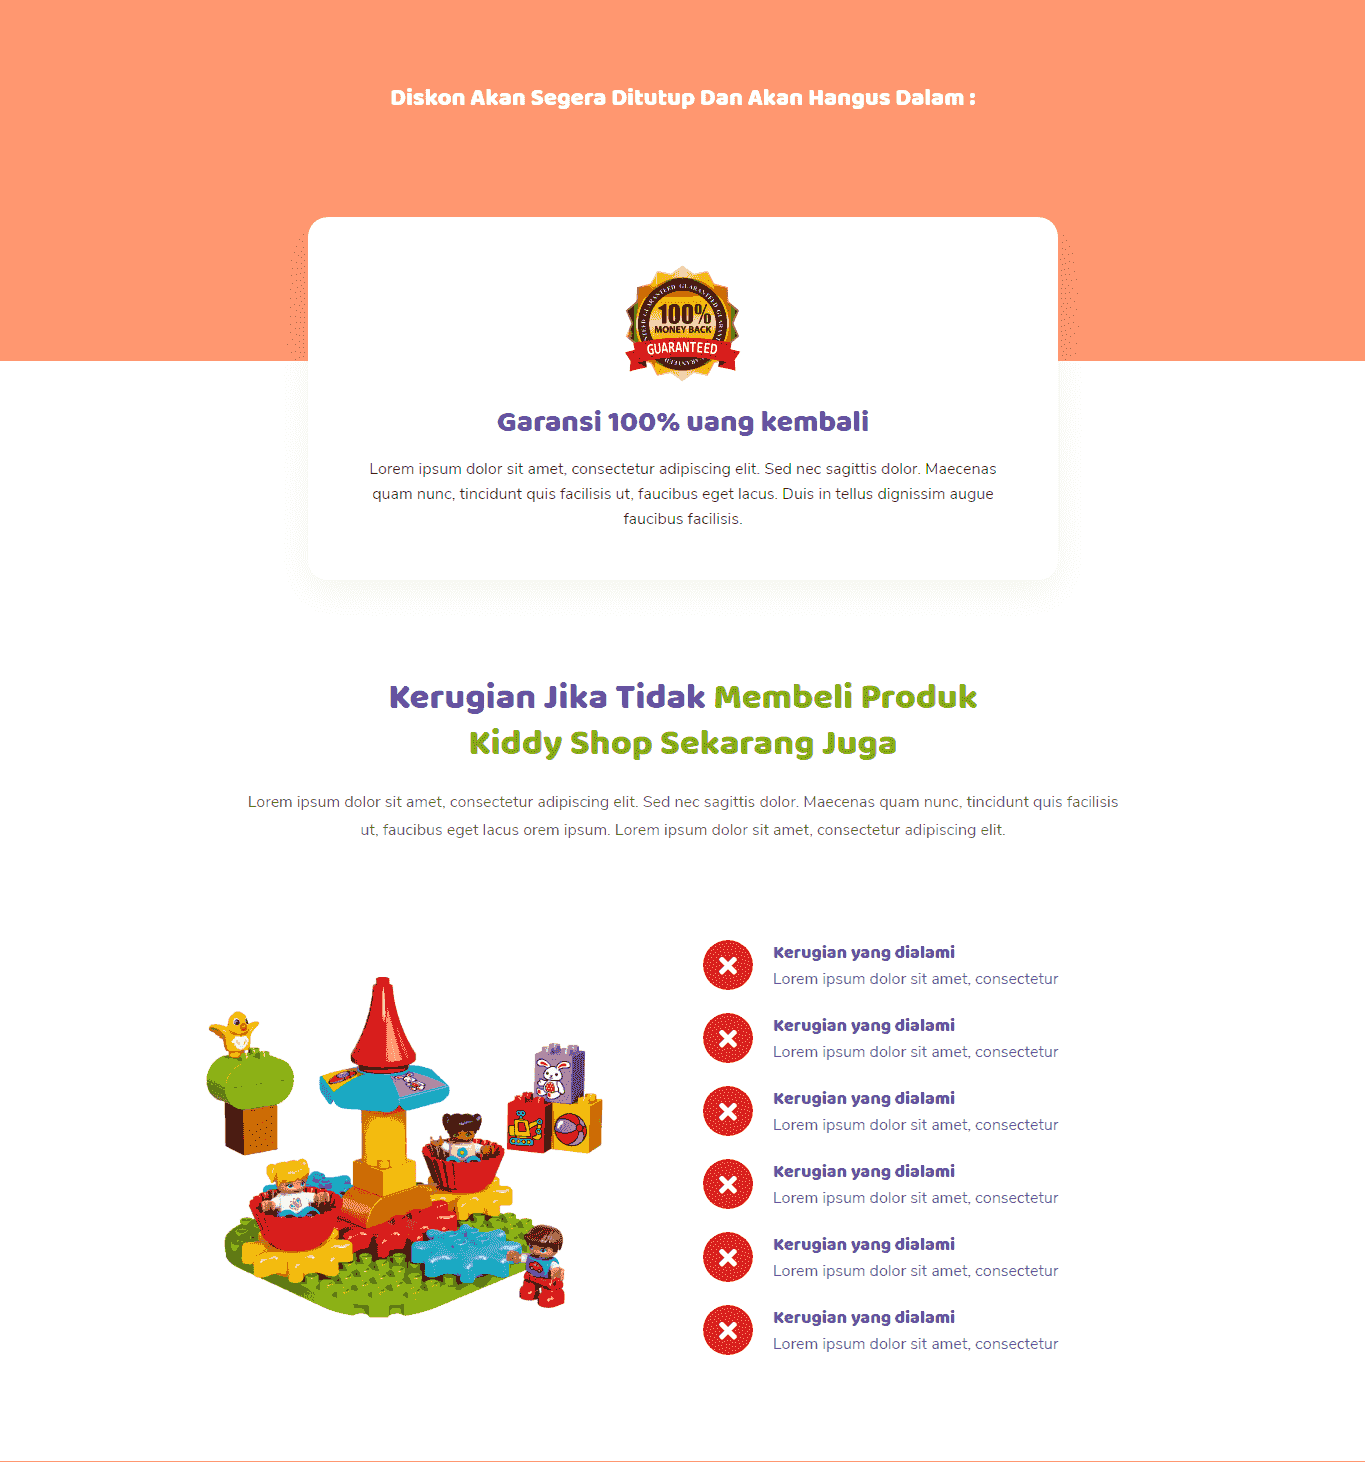 Diskon Akan Segera Ditutup Dan Akan Hangus Dalam :
100%
MONEY BACK
GUARANTEED
Garansi 100% uang kembali
Lorem ipsum dolor sit amet, consectetur adipiscing elit. Sed nec sagittis dolor. Maecenas
quam nunc, tincidunt quis facilisis ut, faucibus eget lacus. Duis in tellus dignissim augue
faucibus facilisis.
Kerugian Jika Tidak Membeli Produk
Kiddy Shop Sekarang Juga
Lorem ipsum dolor sit amet, consectetur adipiscing elit. Sed nec sagittis dolor. Maecenas quam nunc, tincidunt quis facilisis
ut, faucibus eget lacus orem ipsum. Lorem ipsum dolor sit amet, consectetur adipiscing elit.
Kerugian yang dialami
Lorem ipsum dolor sit amet, consectetur
Kerugian yang dialami
Lorem ipsum dolor sit amet, consectetur
Kerugian yang dialami
Lorem ipsum dolor sit amet, consectetur
Kerugian yang dialami
Lorem ipsum dolor sit amet, consectetur
Kerugian yang dialami
Lorem ipsum dolor sit amet, consectetur
Kerugian yang dialami
Lorem ipsum dolor sit amet, consectetur